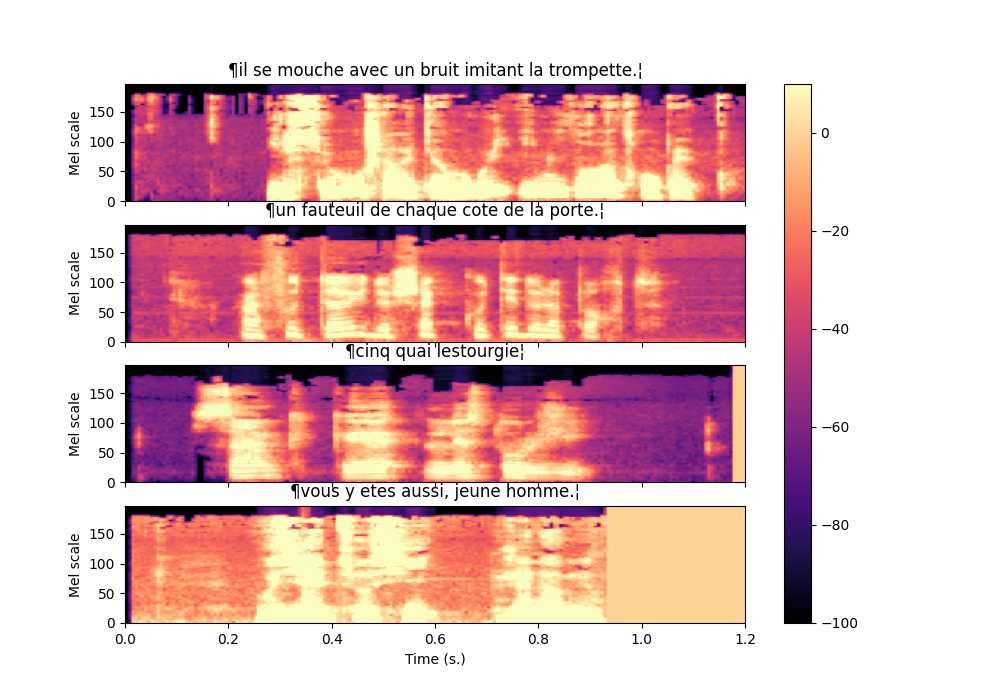 ¶il se mouche avec un bruit imitant la trompette.¦
Mel scale
150
100
50
0
¶un fauteuil de chaque cote de la porte.¦
Mel scale
150
100
50
0
¶cinq quai lestourgie¦
Mel scale
150
100
50
0
¶vous y etes aussi, jeune homme.¦
Mel scale
150
100
50
0
0.0 0.2 0.4 0.6 0.8 1.0 1.2
Time (s.)
0
−20
−40
−60
−80
−100